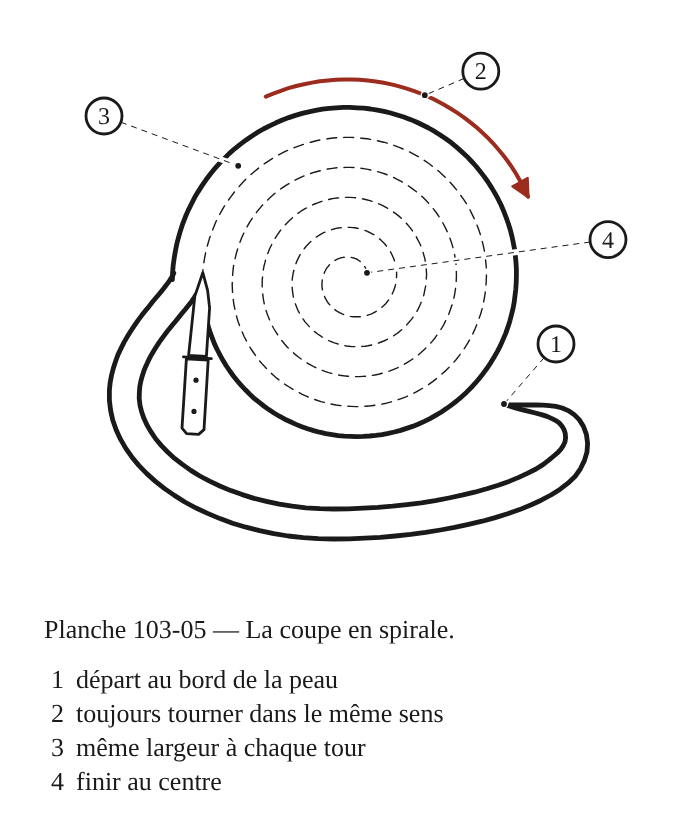 2
3
4
1
Planche 103-05 — La coupe en spirale.
1 départ au bord de la peau
2 toujours tourner dans le même sens
3 même largeur à chaque tour
4 finir au centre